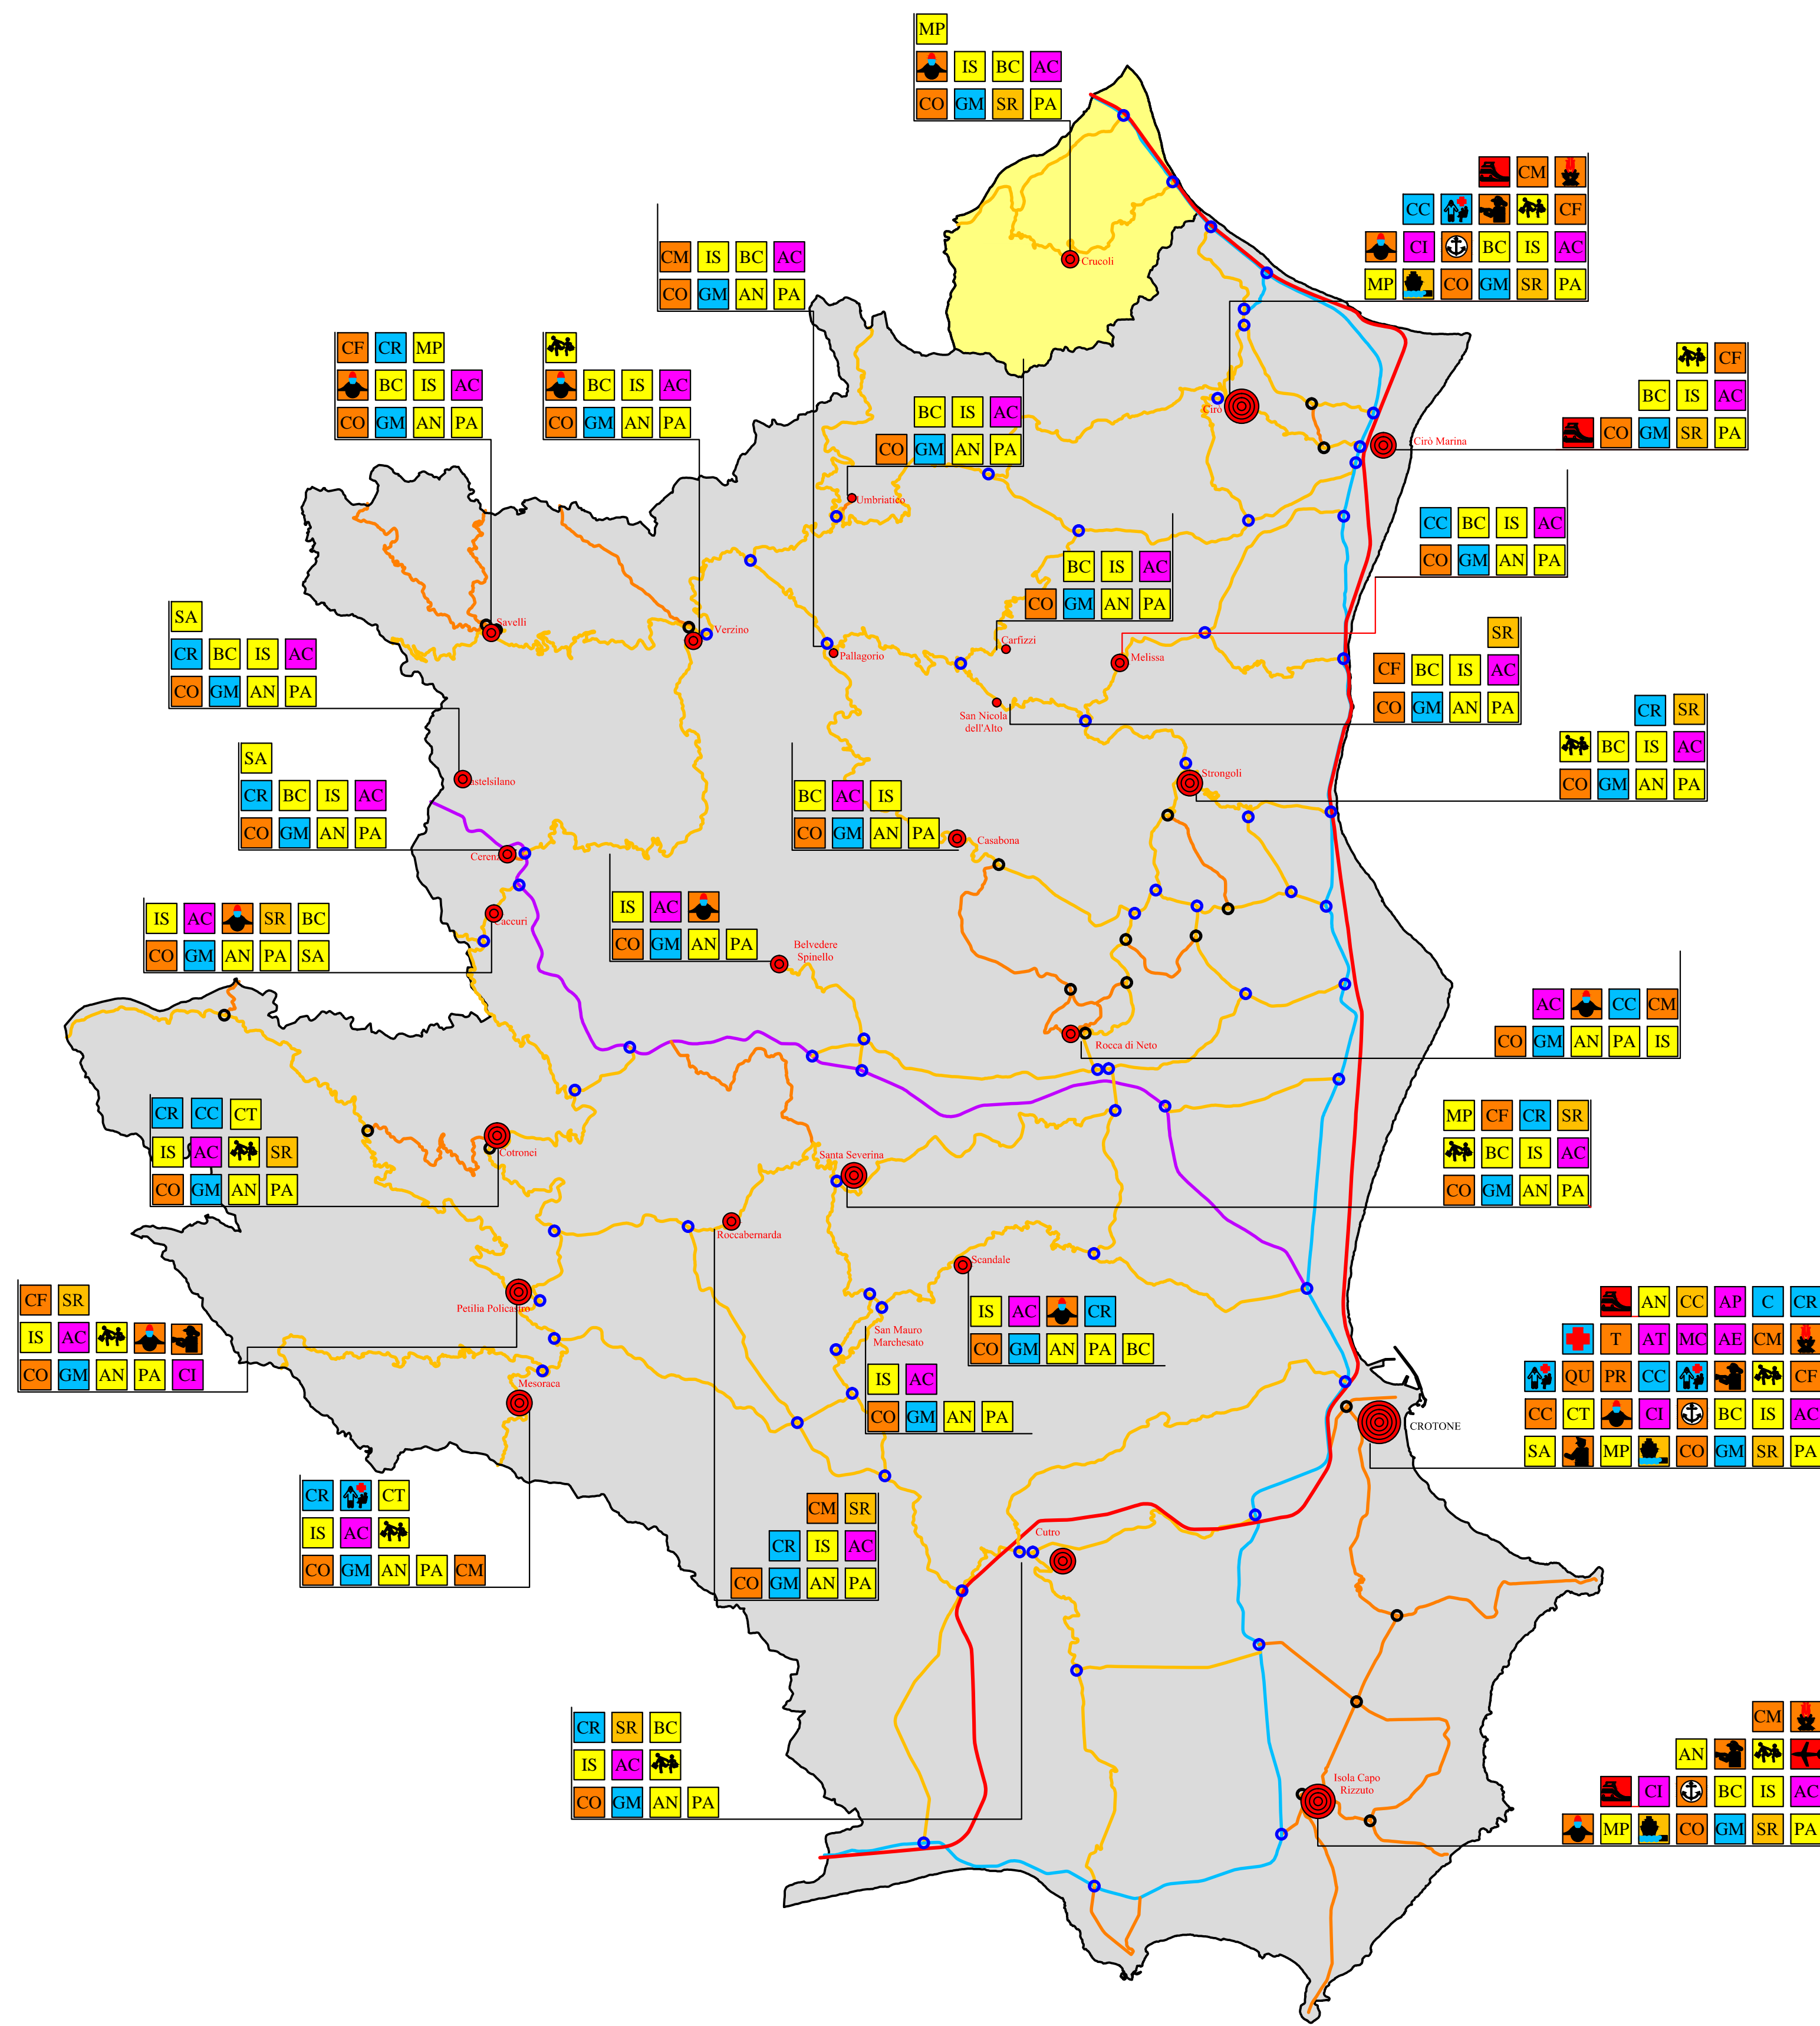 MP
IS BC AC
CO GM SR PA
Crucoli
CM
CC CF
CI BC IS AC
MP CO GM SR PA
Cirò
CM IS BC AC
CO GM AN PA
CF CR MP
BC IS AC
CO GM AN PA
BC IS AC
CO GM AN PA
CF
BC IS AC
CO GM SR PA
Cirò Marina
BC IS AC
CO GM AN PA
Umbriatico
CC BC IS AC
CO GM AN PA
BC IS AC
CO GM AN PA
Carfizzi
Savelli
Verzino
Pallagorio
Melissa
SA
CR BC IS AC
CO GM AN PA
SR
CF BC IS AC
CO GM AN PA
San Nicola
dell'Alto
CR SR
BC IS AC
CO GM AN PA
Strongoli
astelsilano
SA
CR BC IS AC
CO GM AN PA
Ceren
BC AC IS
CO GM AN PA
Casabona
IS AC SR BC
CO GM AN PA SA
Caccuri
IS AC
CO GM AN PA
Belvedere
Spinello
AC CC CM
CO GM AN PA IS
Rocca di Neto
CR CC CT
IS AC SR
CO GM AN PA
Cotronei
MP CF CR SR
BC IS AC
CO GM AN PA
Santa Severina
Roccabernarda
Scandale
CF SR
IS AC
CO GM AN PA CI
Petilia Policastro
IS AC CR
CO GM AN PA BC
San Mauro
Marchesato
IS AC
CO GM AN PA
AN CC AP C CR
T AT MC AE CM
QU PR CC CF
CC CT CI BC IS AC
SA MP CO GM SR PA
CROTONE
Mesoraca
CR CT
IS AC
CO GM AN PA CM
CM SR
CR IS AC
CO GM AN PA
Cutro
CR SR BC
IS AC
CO GM AN PA
CM
AN
CI BC IS AC
MP CO GM SR PA
Isola Capo
Rizzuto